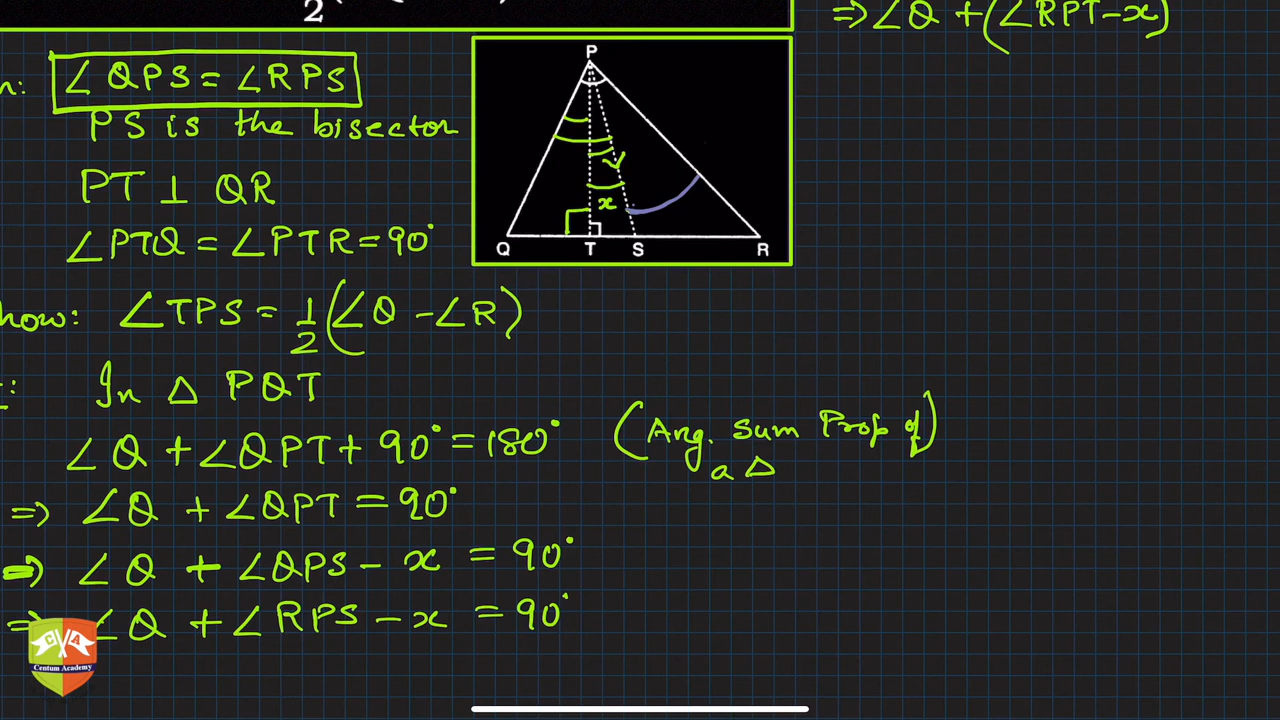 2
n: ∠QPS = ∠RPS
PS is the bisector
PT ⊥ QR
∠PTQ = ∠PTR = 90°
how: ∠TPS = 1/2 (∠Q - ∠R)
: In △ PQT
∠Q + ∠QPT + 90° = 180° (Ang. Sum Prop of a △)
⇒ ∠Q + ∠QPT = 90°
⇒ ∠Q + ∠QPS - x = 90°
⇒ ∠Q + ∠RPS - x = 90°
⇒ ∠Q + (∠RPT - x)
P
x
Q T S R
C A
Centum Academy